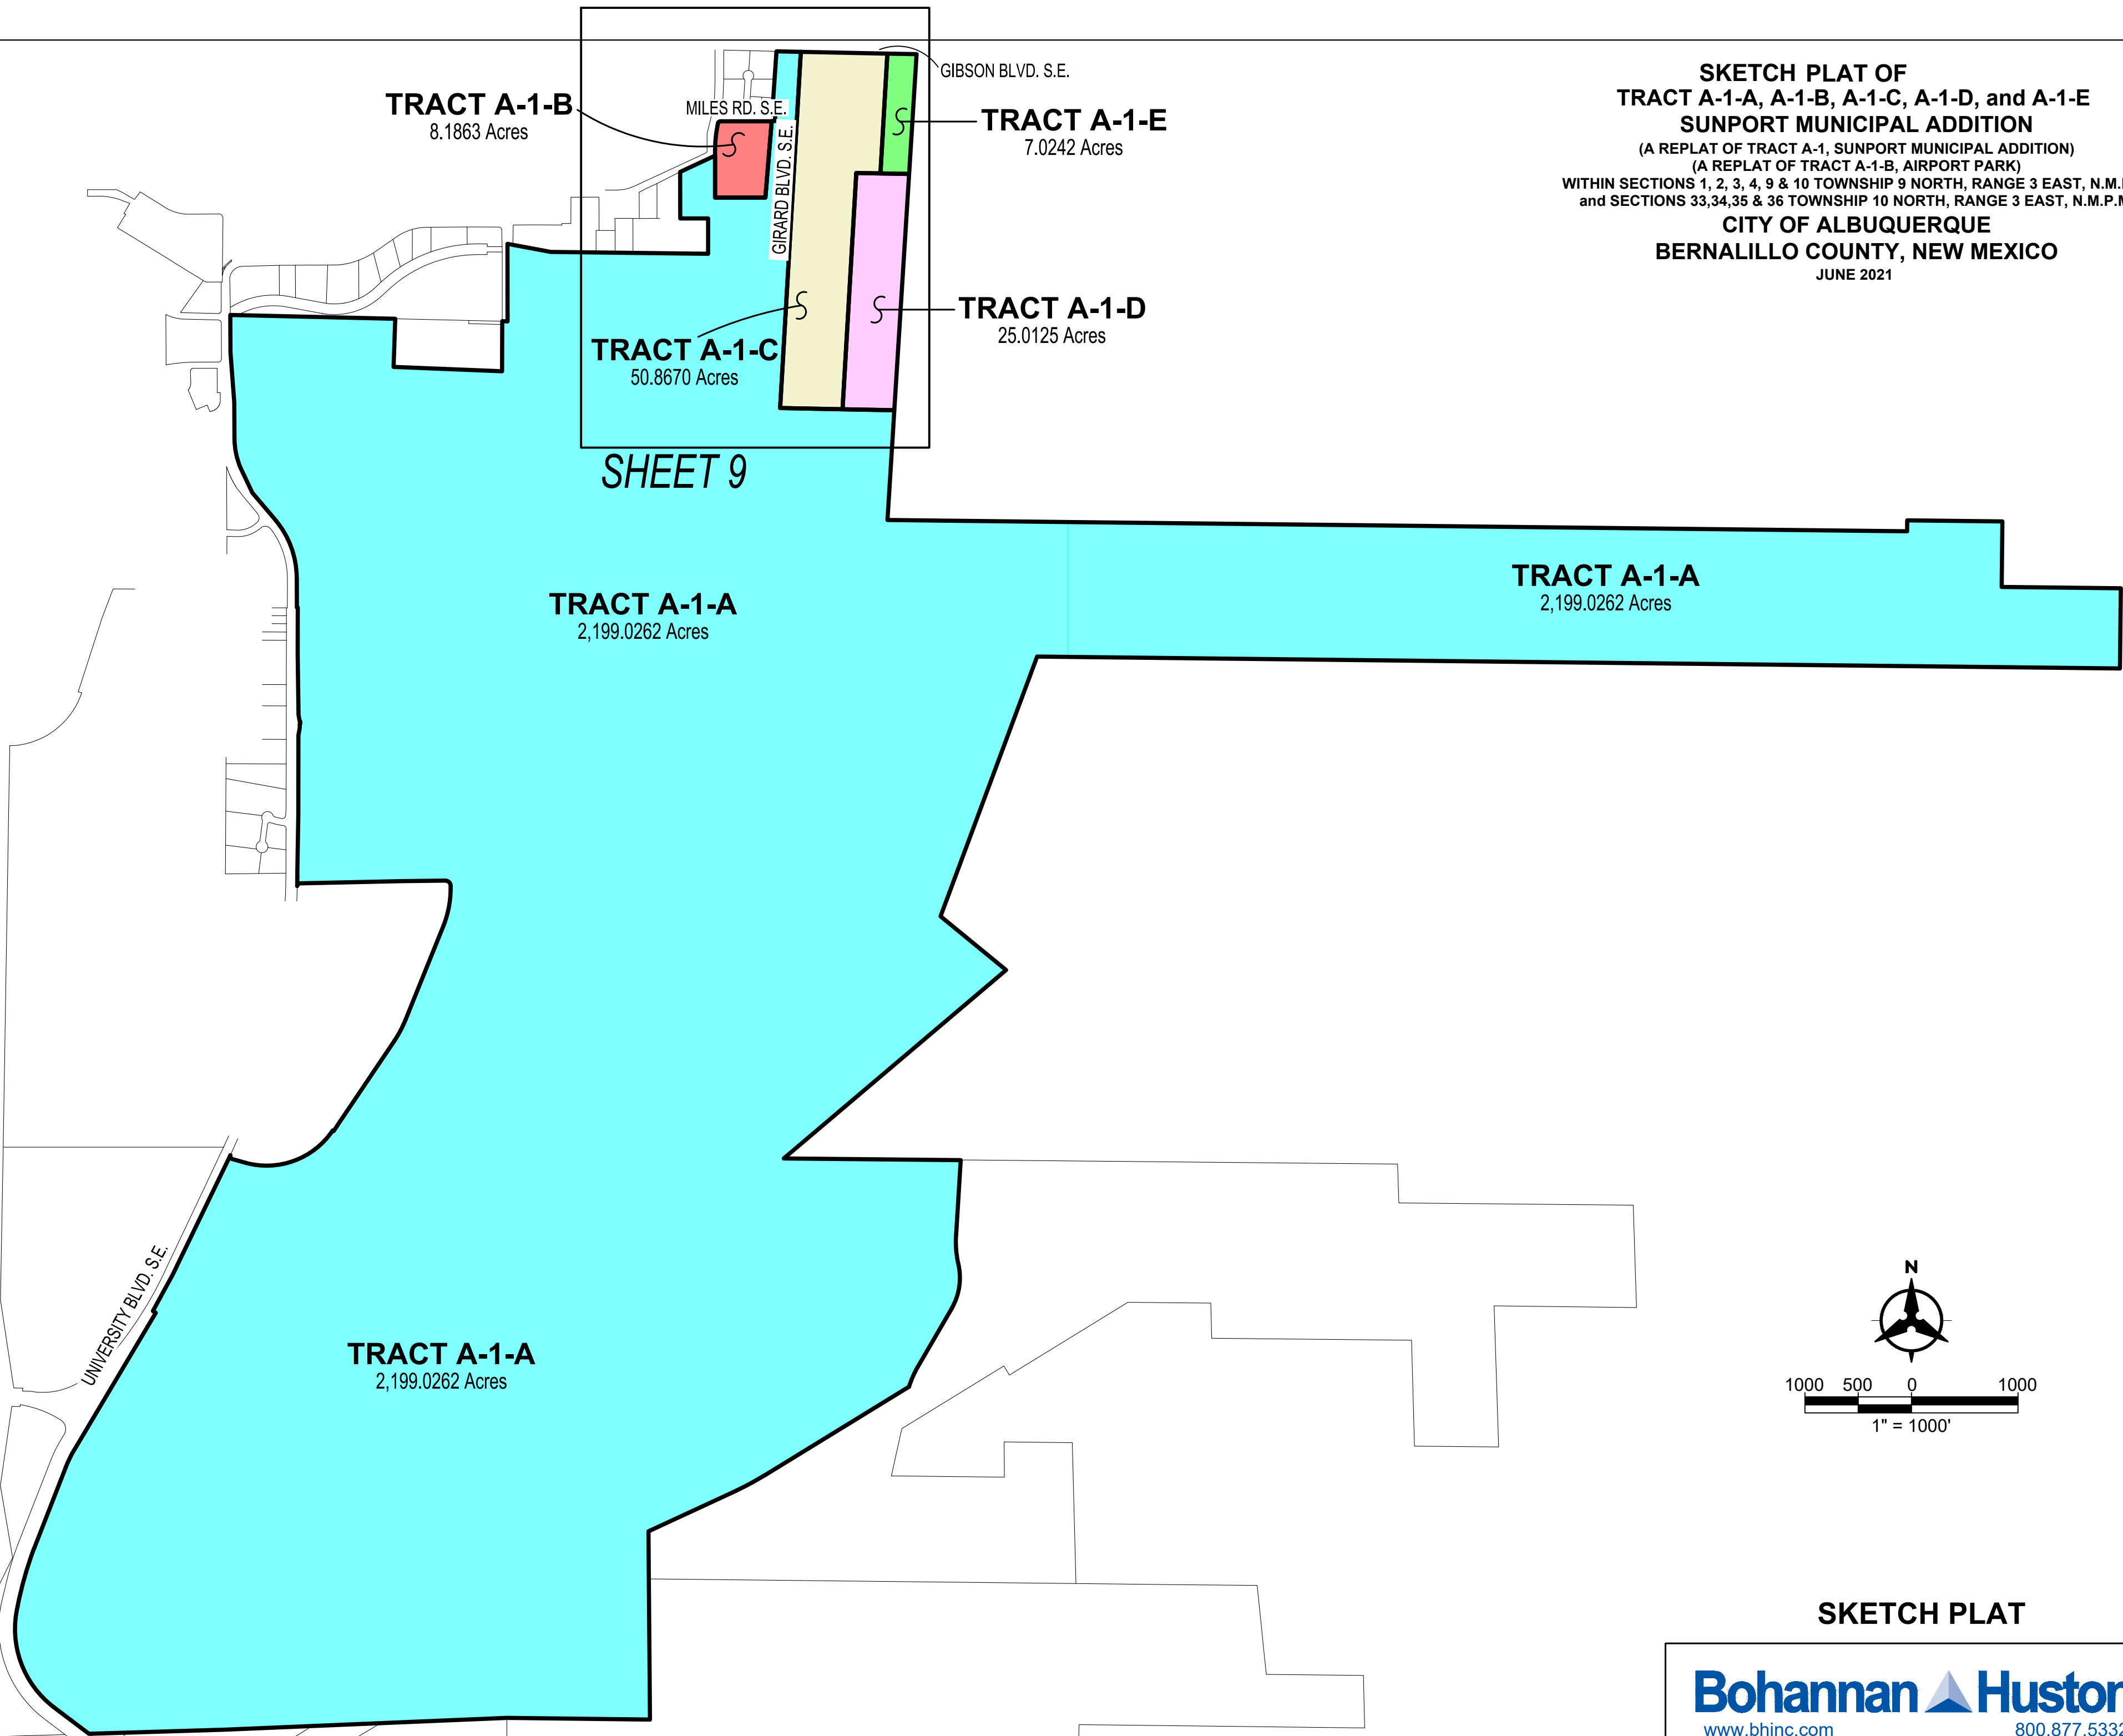 SKETCH PLAT OF
TRACT A-1-A, A-1-B, A-1-C, A-1-D, and A-1-E
SUNPORT MUNICIPAL ADDITION
(A REPLAT OF TRACT A-1, SUNPORT MUNICIPAL ADDITION)
(A REPLAT OF TRACT A-1-B, AIRPORT PARK)
WITHIN SECTIONS 1, 2, 3, 4, 9 & 10 TOWNSHIP 9 NORTH, RANGE 3 EAST,
and SECTIONS 33,34,35 & 36 TOWNSHIP 10 NORTH, RANGE 3 EAST, N.M.P.M
CITY OF ALBUQUERQUE
BERNALILLO COUNTY, NEW MEXICO
JUNE 2021
GIBSON BLVD. S.E.
TRACT A-1-B
8.1863 Acres
MILES RD. S.E.
GIRARD BLVD. S.E.
TRACT A-1-E
7.0242 Acres
TRACT A-1-D
25.0125 Acres
TRACT A-1-C
50.8670 Acres
SHEET 9
TRACT A-1-A
2,199.0262 Acres
TRACT A-1-A
2,199.0262 Acres
UNIVERSITY BLVD. S.E.
TRACT A-1-A
2,199.0262 Acres
N
1000 500 0 1000
1" = 1000'
SKETCH PLAT
Bohannan Huston
www.bhinc.com 800.877.5332